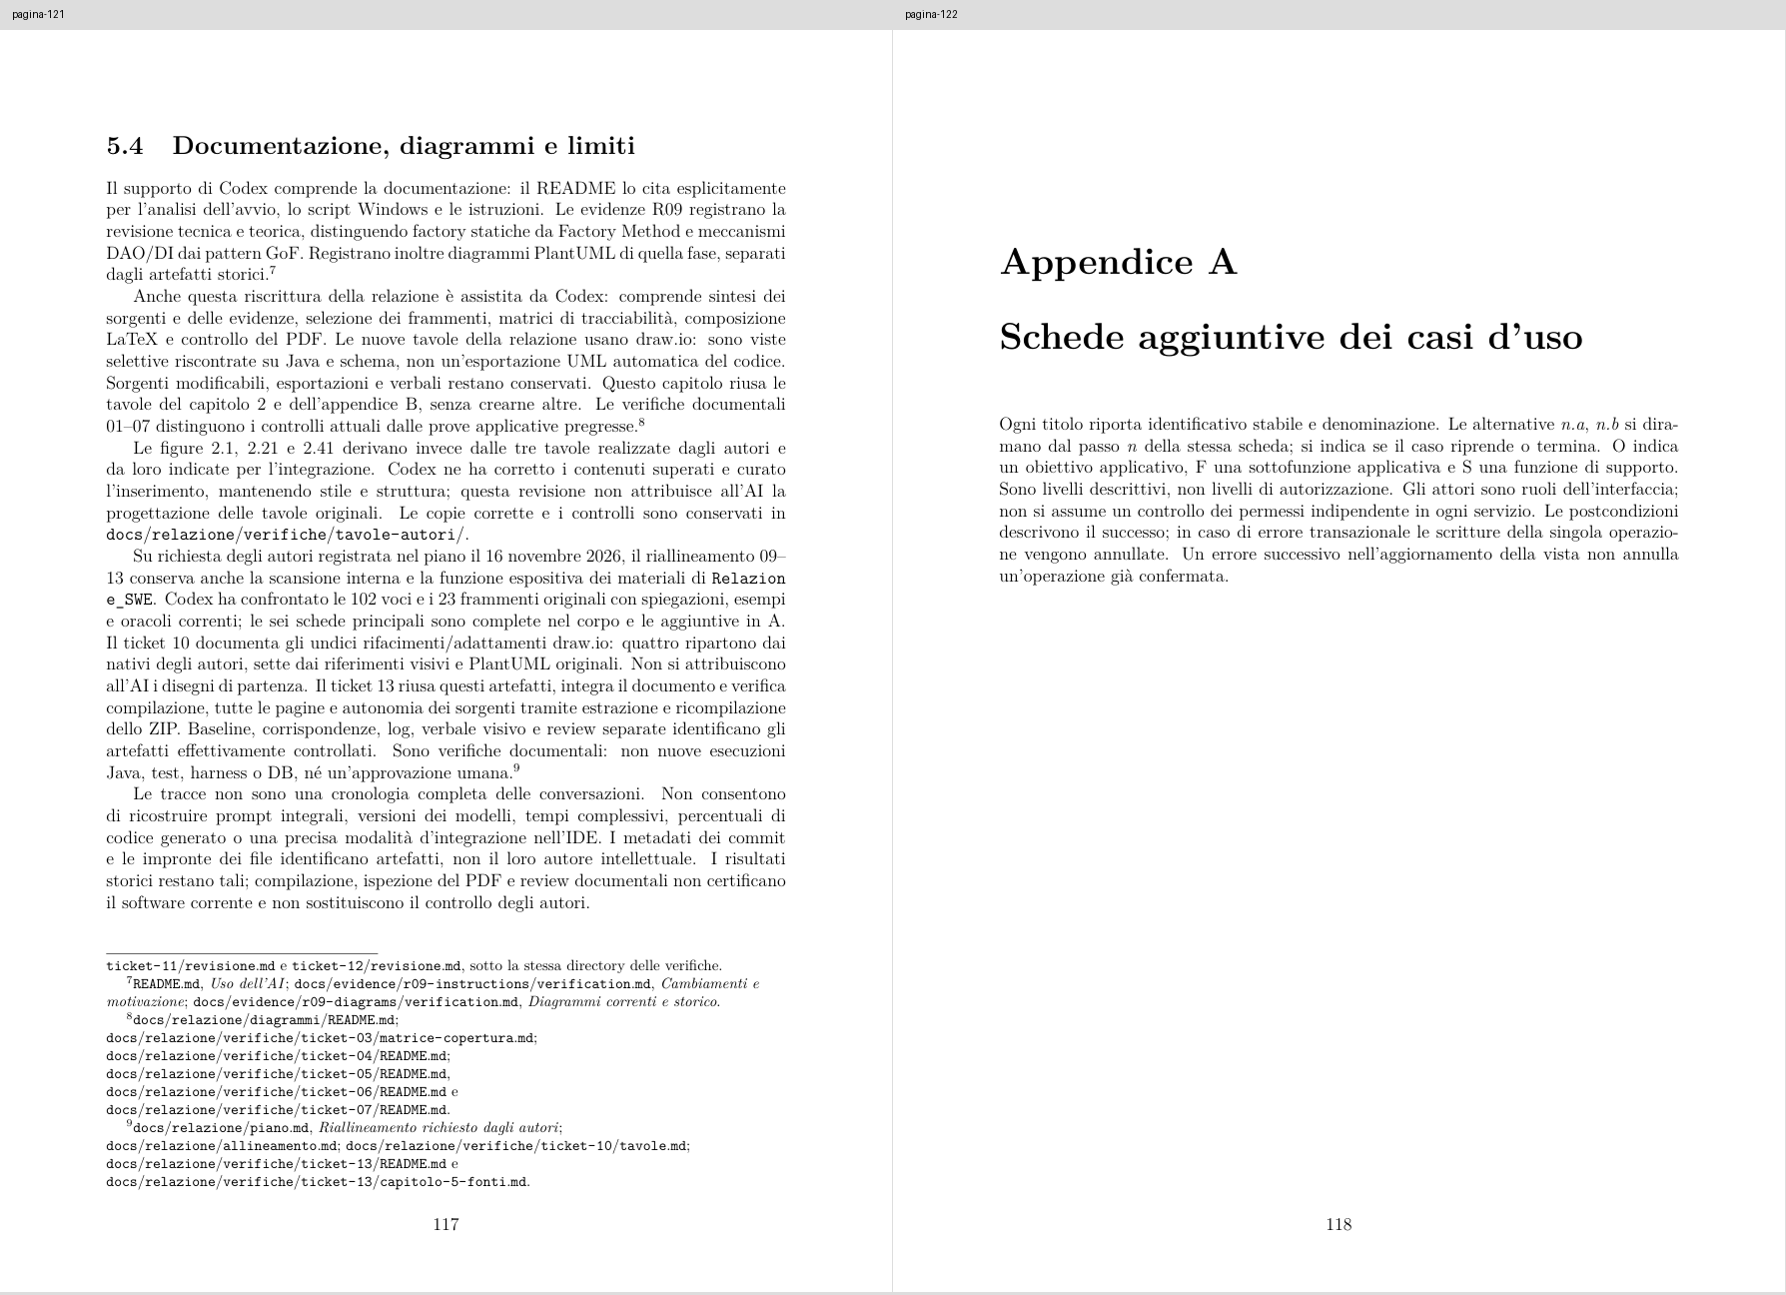 pagina-121
5.4 Documentazione, diagrammi e limiti
Il supporto di Codex comprende la documentazione: il README lo cita esplicitamente
per l'analisi dell'avvio, lo script Windows e le istruzioni. Le evidenze R09 registrano la
revisione tecnica e teorica, distinguendo factory statiche da Factory Method e meccanismi
DAO/DI dai pattern GoF. Registrano inoltre diagrammi PlantUML di quella fase, separati
dagli artefatti storici.7
Anche questa riscrittura della relazione è assistita da Codex: comprende sintesi dei
sorgenti e delle evidenze, selezione dei frammenti, matrici di tracciabilità, composizione
LaTeX e controllo del PDF. Le nuove tavole della relazione usano draw.io: sono viste
selettive riscontrate su Java e schema, non un'esportazione UML automatica del codice.
Sorgenti modificabili, esportazioni e verbali restano conservati. Questo capitolo riusa le
tavole del capitolo 2 e dell'appendice B, senza crearne altre. Le verifiche documentali
01–07 distinguono i controlli attuali dalle prove applicative pregresse.8
Le figure 2.1, 2.21 e 2.41 derivano invece dalle tre tavole realizzate dagli autori e
da loro indicate per l'integrazione. Codex ne ha corretto i contenuti superati e curato
l'inserimento, mantenendo stile e struttura; questa revisione non attribuisce all'AI la
progettazione delle tavole originali. Le copie corrette e i controlli sono conservati in
docs/relazione/verifiche/tavole-autori/.
Su richiesta degli autori registrata nel piano il 16 novembre 2026, il riallineamento 09–
13 conserva anche la scansione interna e la funzione espositiva dei materiali di Relazion
e_SWE. Codex ha confrontato le 102 voci e i 23 frammenti originali con spiegazioni, esempi
e oracoli correnti; le sei schede principali sono complete nel corpo e le aggiuntive in A.
Il ticket 10 documenta gli undici rifacimenti/adattamenti draw.io: quattro ripartono dai
nativi degli autori, sette dai riferimenti visivi e PlantUML originali. Non si attribuiscono
all'AI i disegni di partenza. Il ticket 13 riusa questi artefatti, integra il documento e verifica
compilazione, tutte le pagine e autonomia dei sorgenti tramite estrazione e ricompilazione
dello ZIP. Baseline, corrispondenze, log, verbale visivo e review separate identificano gli
artefatti effettivamente controllati. Sono verifiche documentali: non nuove esecuzioni
Java, test, harness o DB, né un'approvazione umana.9
Le tracce non sono una cronologia completa delle conversazioni. Non consentono
di ricostruire prompt integrali, versioni dei modelli, tempi complessivi, percentuali di
codice generato o una precisa modalità d'integrazione nell'IDE. I metadati dei commit
e le impronte dei file identificano artefatti, non il loro autore intellettuale. I risultati
storici restano tali; compilazione, ispezione del PDF e review documentali non certificano
il software corrente e non sostituiscono il controllo degli autori.
ticket-11/revisione.md e ticket-12/revisione.md, sotto la stessa directory delle verifiche.
7README.md, Uso dell'AI; docs/evidence/r09-instructions/verification.md, Cambiamenti e
motivazione; docs/evidence/r09-diagrams/verification.md, Diagrammi correnti e storico.
8docs/relazione/diagrammi/README.md;
docs/relazione/verifiche/ticket-03/matrice-copertura.md;
docs/relazione/verifiche/ticket-04/README.md;
docs/relazione/verifiche/ticket-05/README.md,
docs/relazione/verifiche/ticket-06/README.md e
docs/relazione/verifiche/ticket-07/README.md.
9docs/relazione/piano.md, Riallineamento richiesto dagli autori;
docs/relazione/allineamento.md; docs/relazione/verifiche/ticket-10/tavole.md;
docs/relazione/verifiche/ticket-13/README.md e
docs/relazione/verifiche/ticket-13/capitolo-5-fonti.md.
117
pagina-122
Appendice A
Schede aggiuntive dei casi d'uso
Ogni titolo riporta identificativo stabile e denominazione. Le alternative n.a, n.b si dira-
mano dal passo n della stessa scheda; si indica se il caso riprende o termina. O indica
un obiettivo applicativo, F una sottofunzione applicativa e S una funzione di supporto.
Sono livelli descrittivi, non livelli di autorizzazione. Gli attori sono ruoli dell'interfaccia;
non si assume un controllo dei permessi indipendente in ogni servizio. Le postcondizioni
descrivono il successo; in caso di errore transazionale le scritture della singola operazio-
ne vengono annullate. Un errore successivo nell'aggiornamento della vista non annulla
un'operazione già confermata.
118